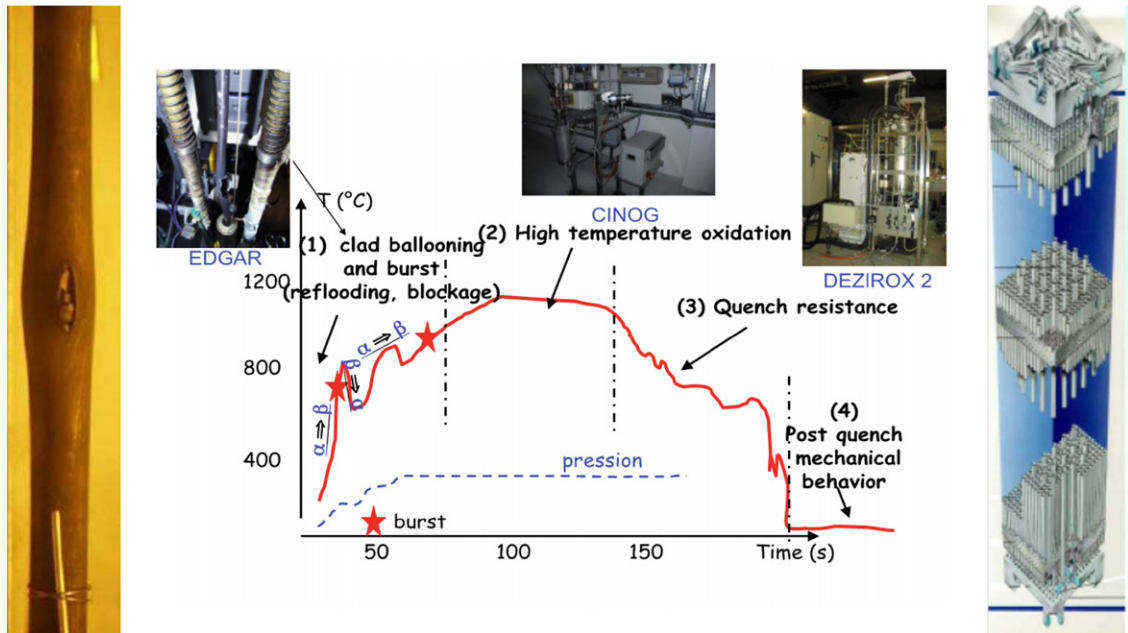 EDGAR
CINOG
DEZIROX 2
T (°C)
(1) clad ballooning
and burst
(reflooding, blockage)
(2) High temperature oxidation
(3) Quench resistance
(4)
Post quench
mechanical
behavior
1200
800
400
α⇒β
β⇒α
α⇒β
pression
burst
50
100
150
Time (s)